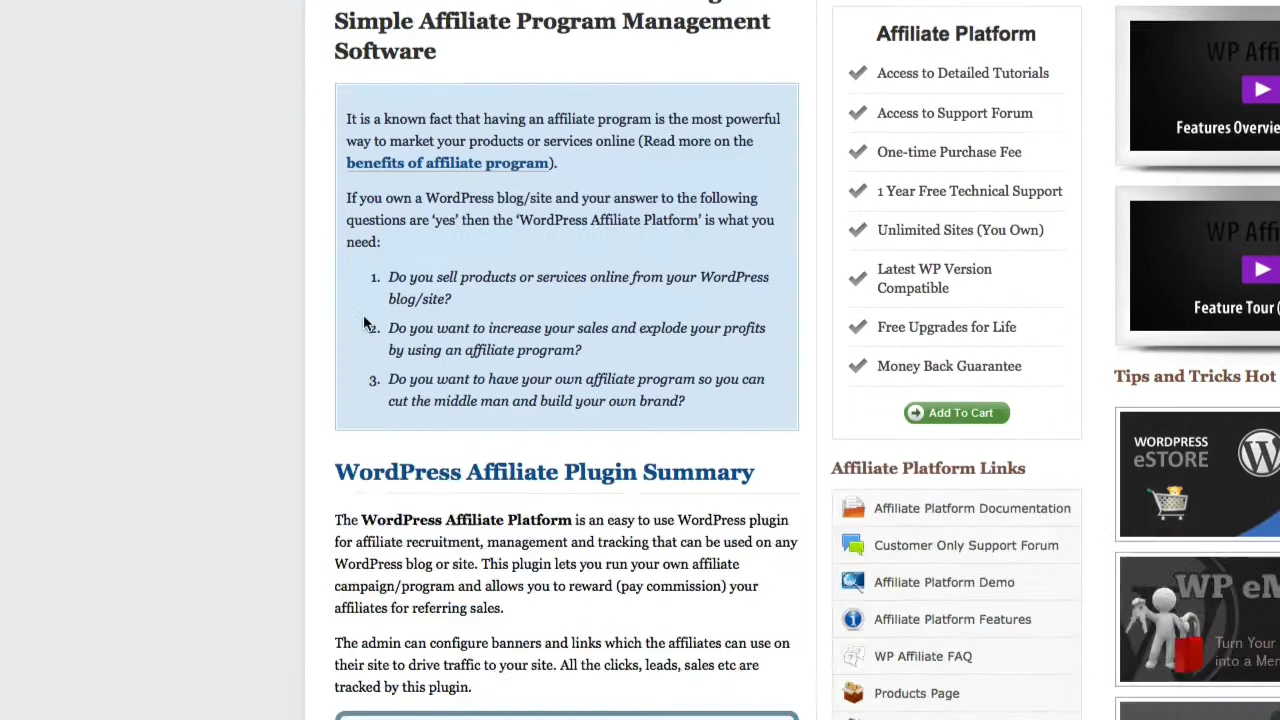 Simple Affiliate Program Management
Software
It is a known fact that having an affiliate program is the most powerful
way to market your products or services online (Read more on the
benefits of affiliate program).
If you own a WordPress blog/site and your answer to the following
questions are ‘yes’ then the ‘WordPress Affiliate Platform’ is what you
need:
1. Do you sell products or services online from your WordPress
blog/site?
2. Do you want to increase your sales and explode your profits
by using an affiliate program?
3. Do you want to have your own affiliate program so you can
cut the middle man and build your own brand?
WordPress Affiliate Plugin Summary
The WordPress Affiliate Platform is an easy to use WordPress plugin
for affiliate recruitment, management and tracking that can be used on any
WordPress blog or site. This plugin lets you run your own affiliate
campaign/program and allows you to reward (pay commission) your
affiliates for referring sales.
The admin can configure banners and links which the affiliates can use on
their site to drive traffic to your site. All the clicks, leads, sales etc are
tracked by this plugin.
Affiliate Platform
Access to Detailed Tutorials
Access to Support Forum
One-time Purchase Fee
1 Year Free Technical Support
Unlimited Sites (You Own)
Latest WP Version
Compatible
Free Upgrades for Life
Money Back Guarantee
Add To Cart
Affiliate Platform Links
Affiliate Platform Documentation
Customer Only Support Forum
Affiliate Platform Demo
Affiliate Platform Features
WP Affiliate FAQ
Products Page
WP Affi
Features Overvie
WP Affi
Feature Tour (
Tips and Tricks Hot
WORDPRESS
eSTORE
WP eM
Turn Your
into a Mem